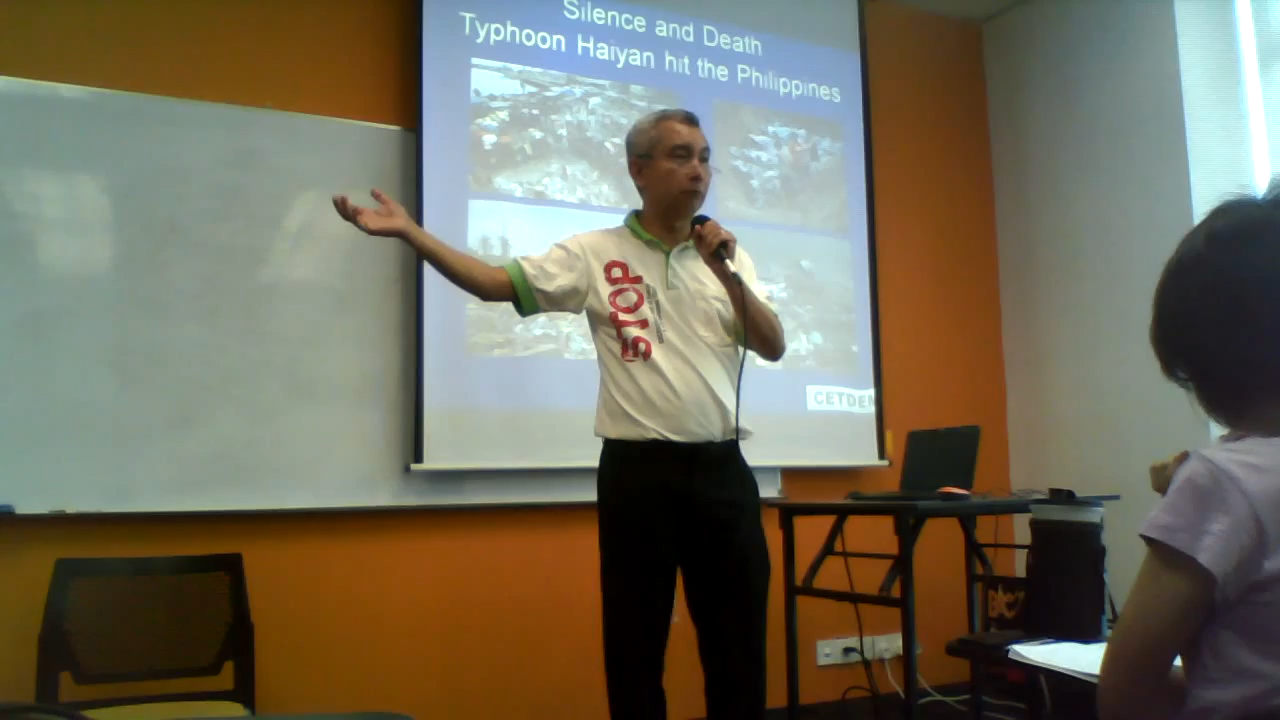 Silence and Death
Typhoon Haiyan hit the Philippines
STOP
CETDEM